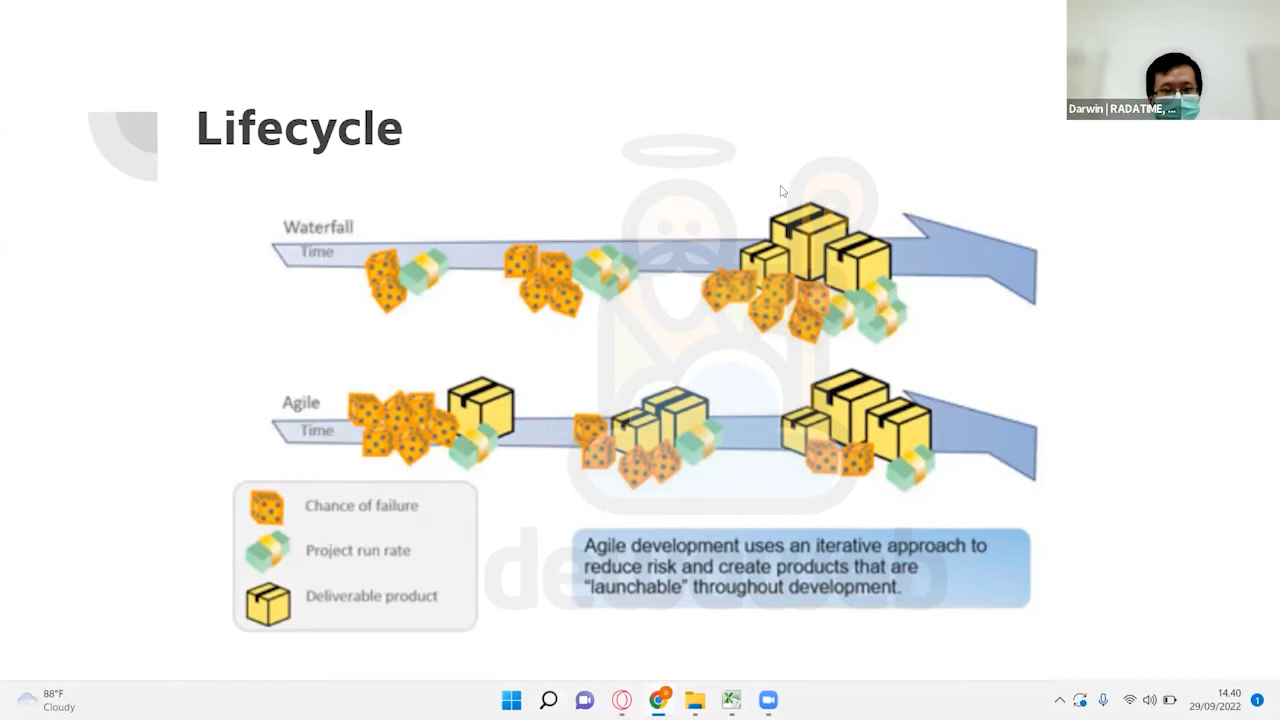 Darwin | RADATIME, ...
Lifecycle
Waterfall
Time
Agile
Time
Chance of failure
Project run rate
Deliverable product
Agile development uses an iterative approach to
reduce risk and create products that are
“launchable” throughout development.
88°F
Cloudy
14.40
29/09/2022
1